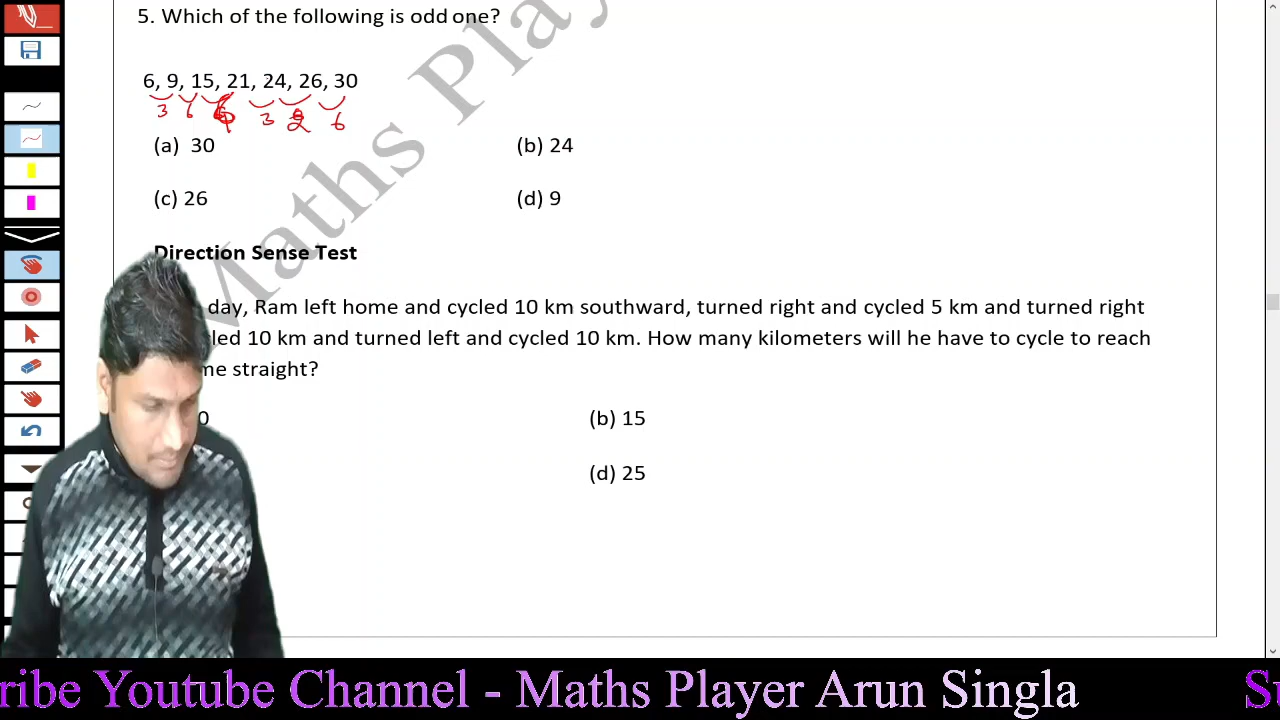 5. Which of the following is odd one?
6, 9, 15, 21, 24, 26, 30
3 6 3 2 6
(a) 30
(b) 24
(c) 26
(d) 9
Direction Sense Test
day, Ram left home and cycled 10 km southward, turned right and cycled 5 km and turned right
led 10 km and turned left and cycled 10 km. How many kilometers will he have to cycle to reach
me straight?
0
(b) 15
(d) 25
Maths Play
ribe Youtube Channel - Maths Player Arun Singla
Su